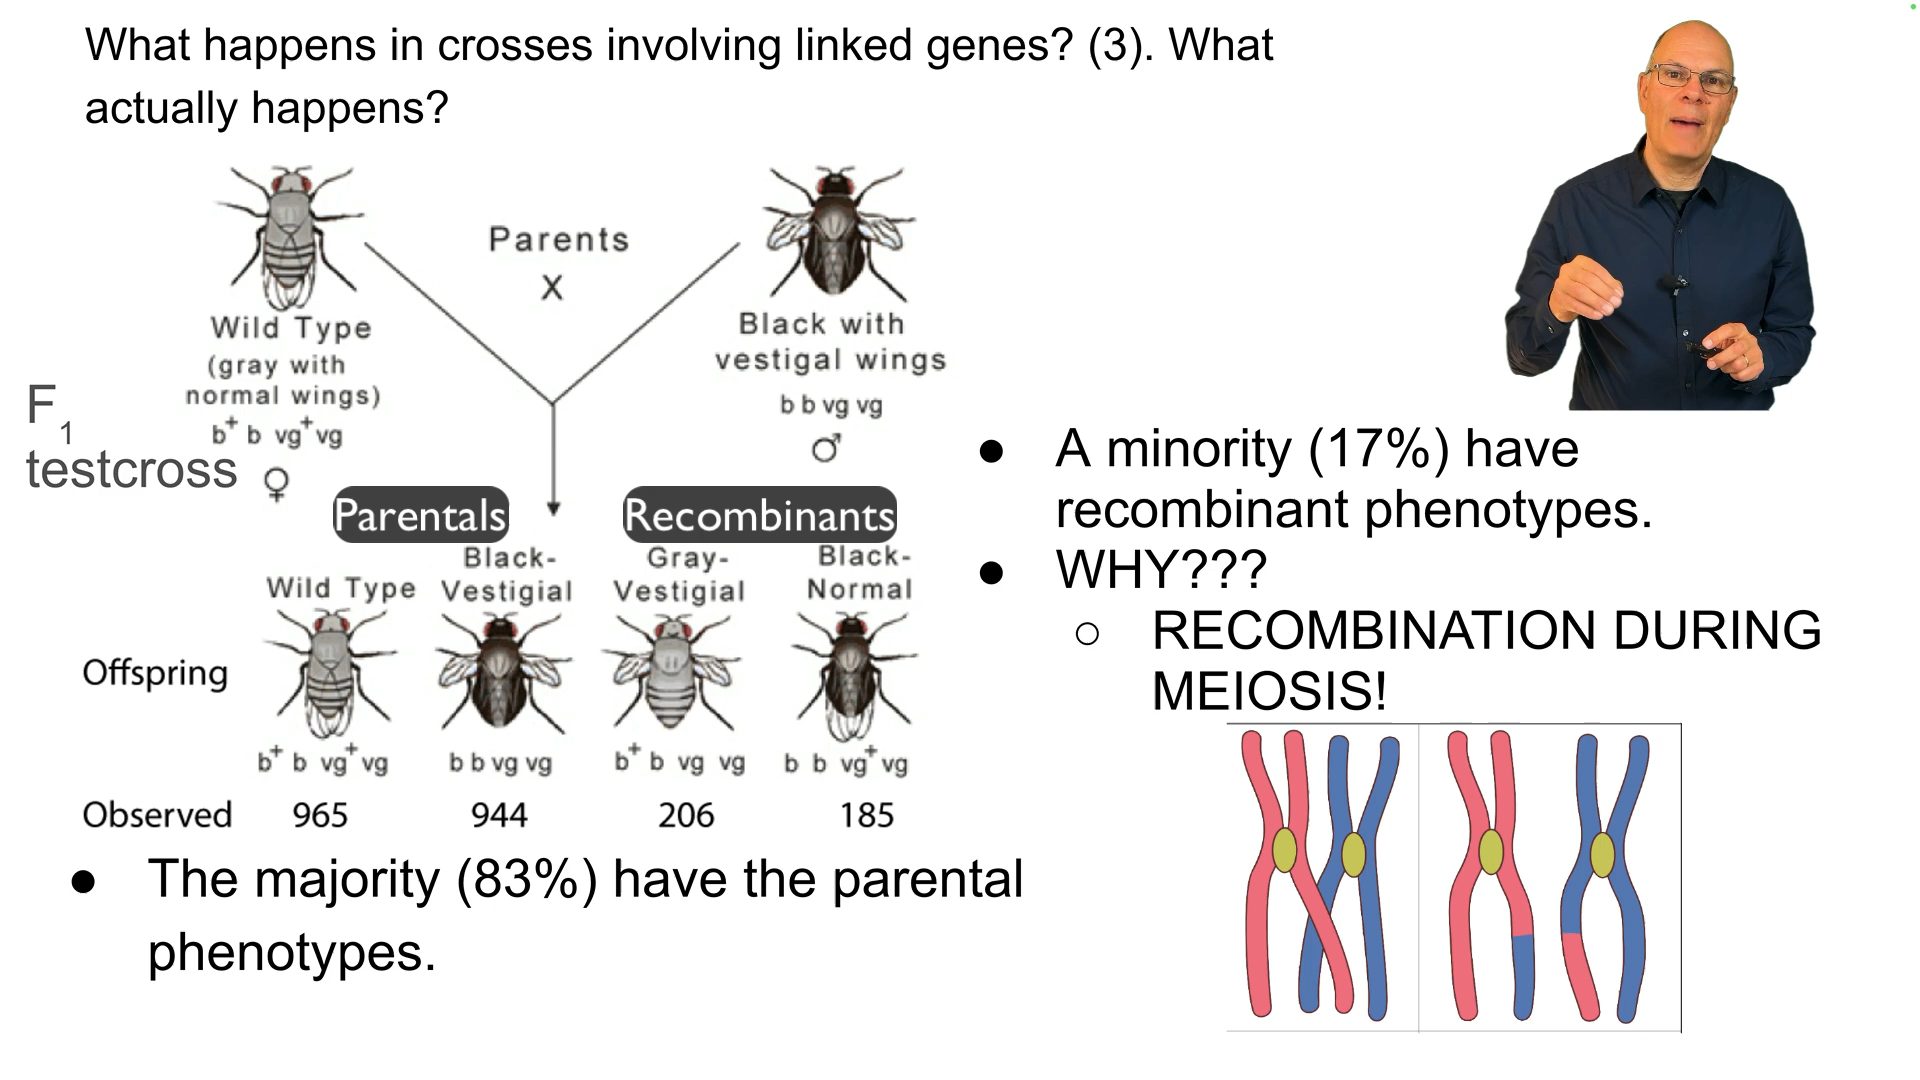 What happens in crosses involving linked genes? (3). What
actually happens?
Parents
X
Wild Type
(gray with
normal wings)
b⁺ b vg⁺ vg
♀
Black with
vestigal wings
b b vg vg
♂
F₁
testcross
Parentals
Recombinants
Wild Type
Black-
Vestigial
Gray-
Vestigial
Black-
Normal
Offspring
b⁺ b vg⁺ vg
b b vg vg
b⁺ b vg vg
b b vg⁺ vg
Observed 965 944 206 185
● The majority (83%) have the parental
phenotypes.
● A minority (17%) have
recombinant phenotypes.
● WHY???
○ RECOMBINATION DURING
MEIOSIS!